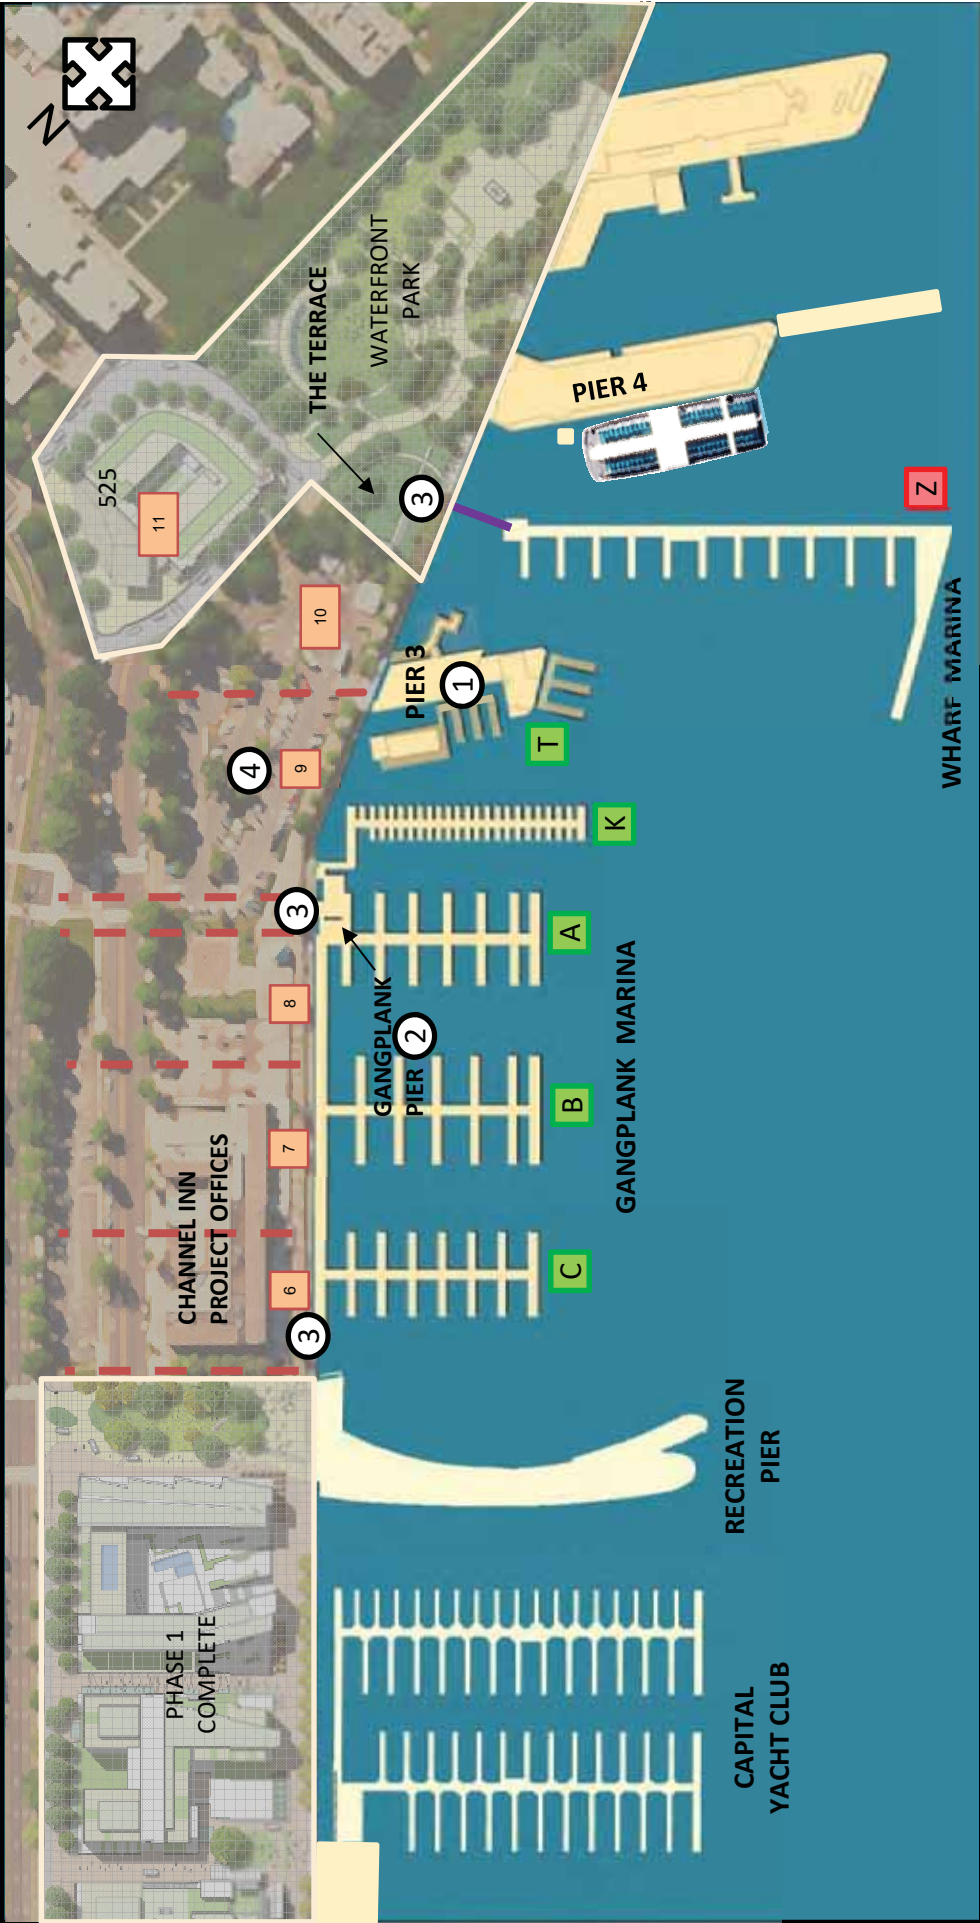 N
525
11
THE TERRACE
WATERFRONT
PARK
3
PIER 4
Z
10
PIER 3
1
T
WHARF MARINA
4
9
K
3
A
8
GANGPLANK
PIER
2
B
GANGPLANK MARINA
7
CHANNEL INN
PROJECT OFFICES
6
C
3
RECREATION
PIER
PHASE 1
COMPLETE
CAPITAL
YACHT CLUB